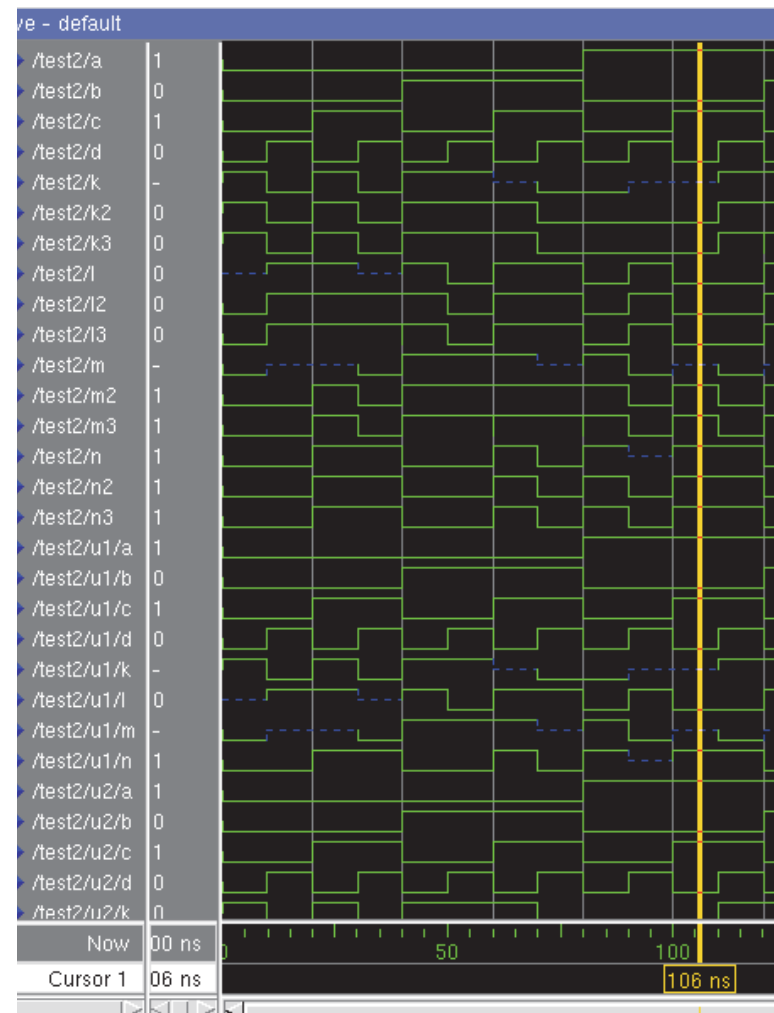 ve - default
/test2/a 1
/test2/b 0
/test2/c 1
/test2/d 0
/test2/k -
/test2/k2 0
/test2/k3 0
/test2/l 0
/test2/l2 0
/test2/l3 0
/test2/m -
/test2/m2 1
/test2/m3 1
/test2/n 1
/test2/n2 1
/test2/n3 1
/test2/u1/a 1
/test2/u1/b 0
/test2/u1/c 1
/test2/u1/d 0
/test2/u1/k -
/test2/u1/l 0
/test2/u1/m -
/test2/u1/n 1
/test2/u2/a 1
/test2/u2/b 0
/test2/u2/c 1
/test2/u2/d 0
/test2/u2/k 0
Now 00 ns 0 50 100
Cursor 1 06 ns 106 ns